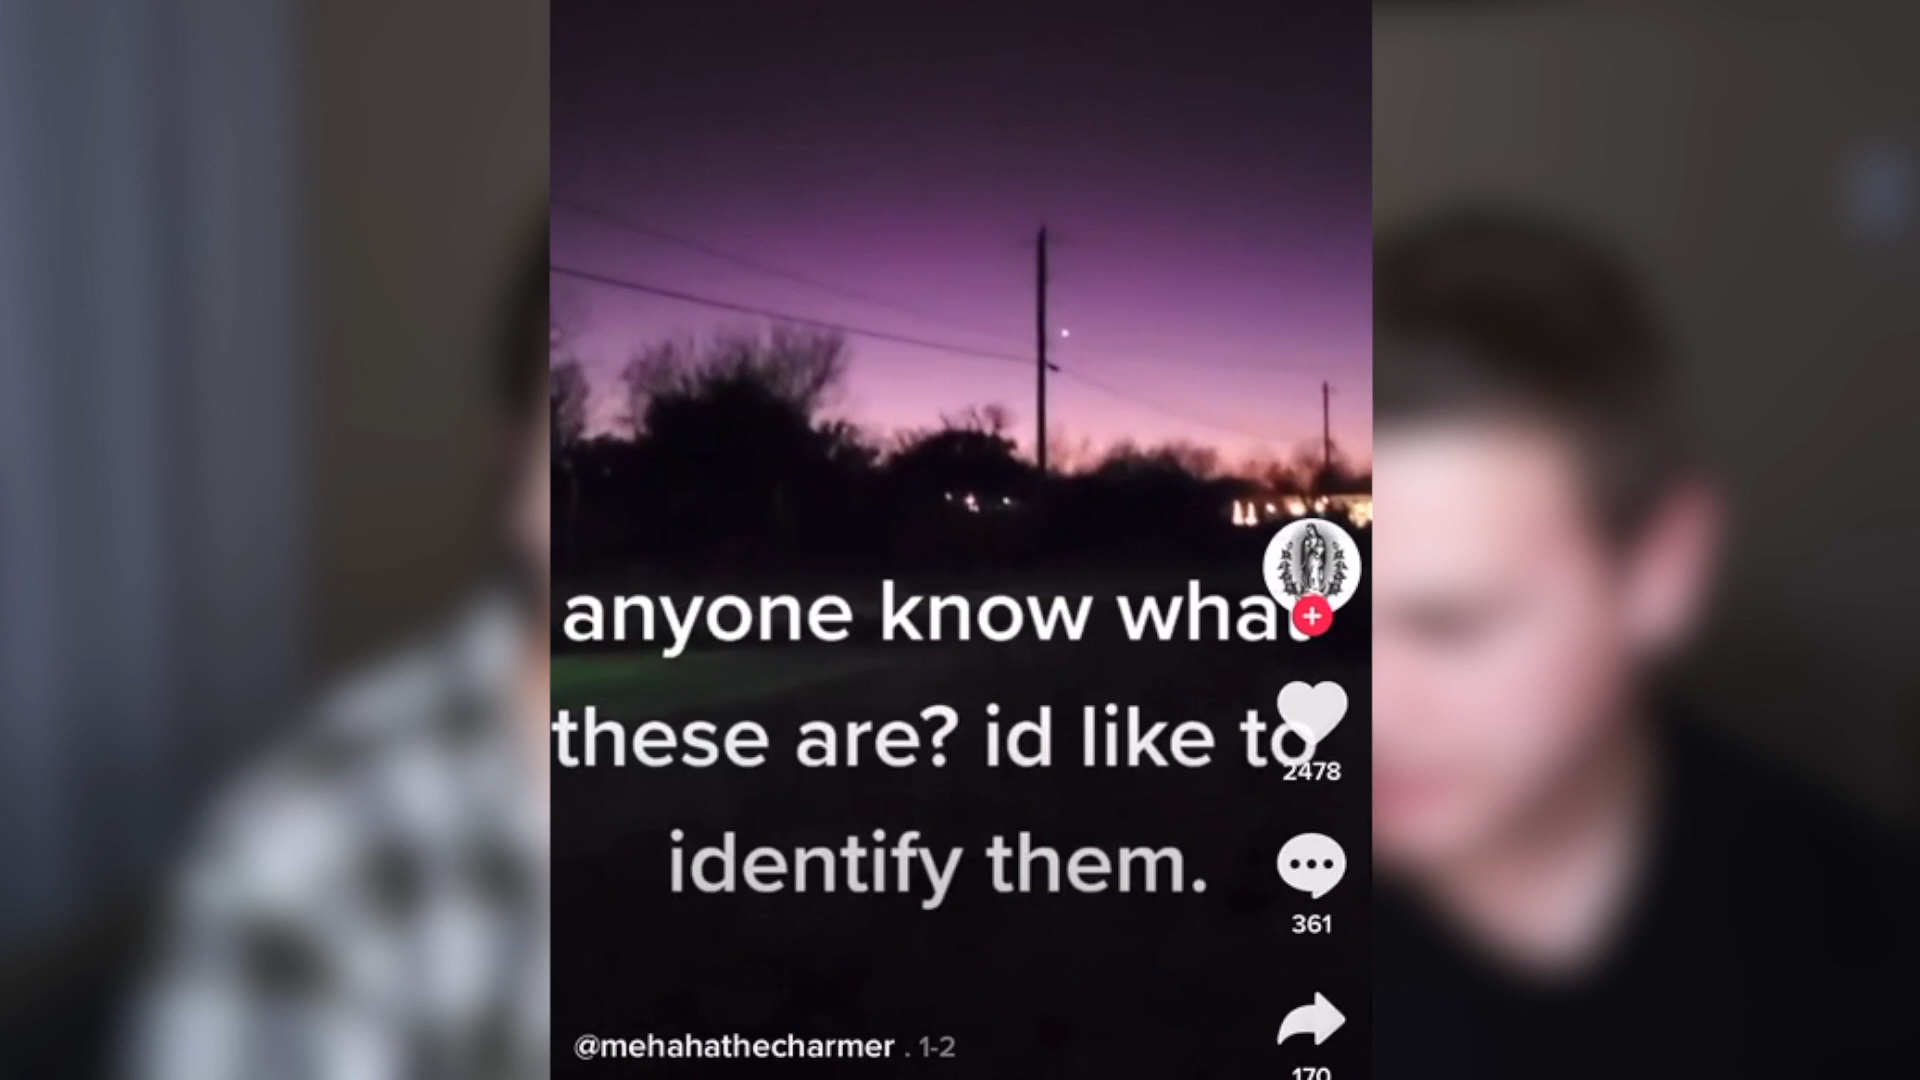 anyone know what
these are? id like to
identify them.
2478
361
@mehahathecharmer . 1-2
170